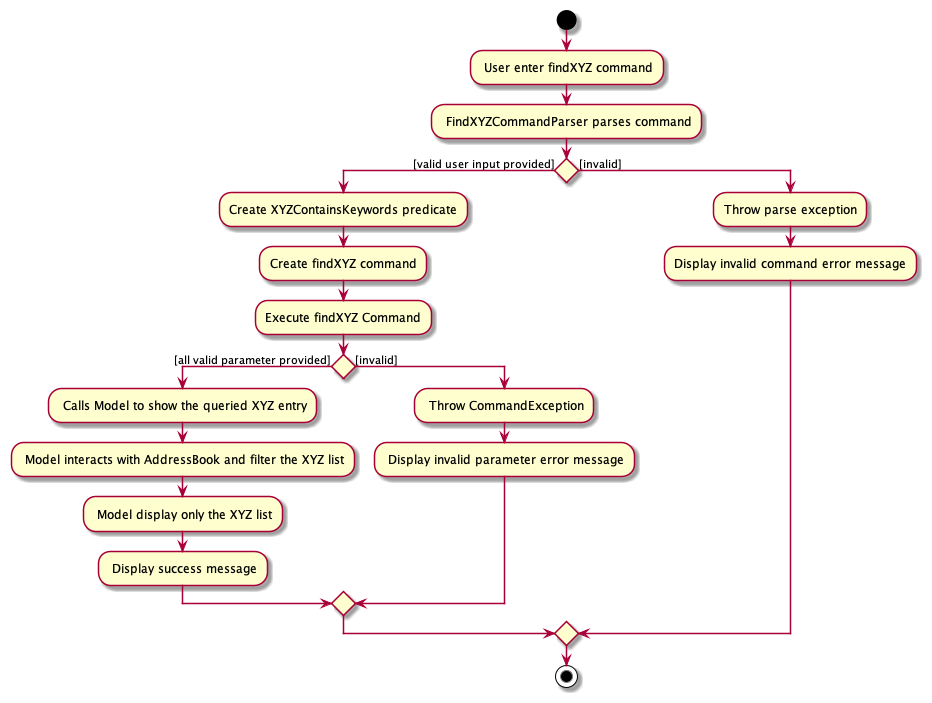 User enter findXYZ command
FindXYZCommandParser parses command
[valid user input provided]
[invalid]
Create XYZContainsKeywords predicate
Throw parse exception
Create findXYZ command
Display invalid command error message
Execute findXYZ Command
[all valid parameter provided]
[invalid]
Calls Model to show the queried XYZ entry
Throw CommandException
Model interacts with AddressBook and filter the XYZ list
Display invalid parameter error message
Model display only the XYZ list
Display success message